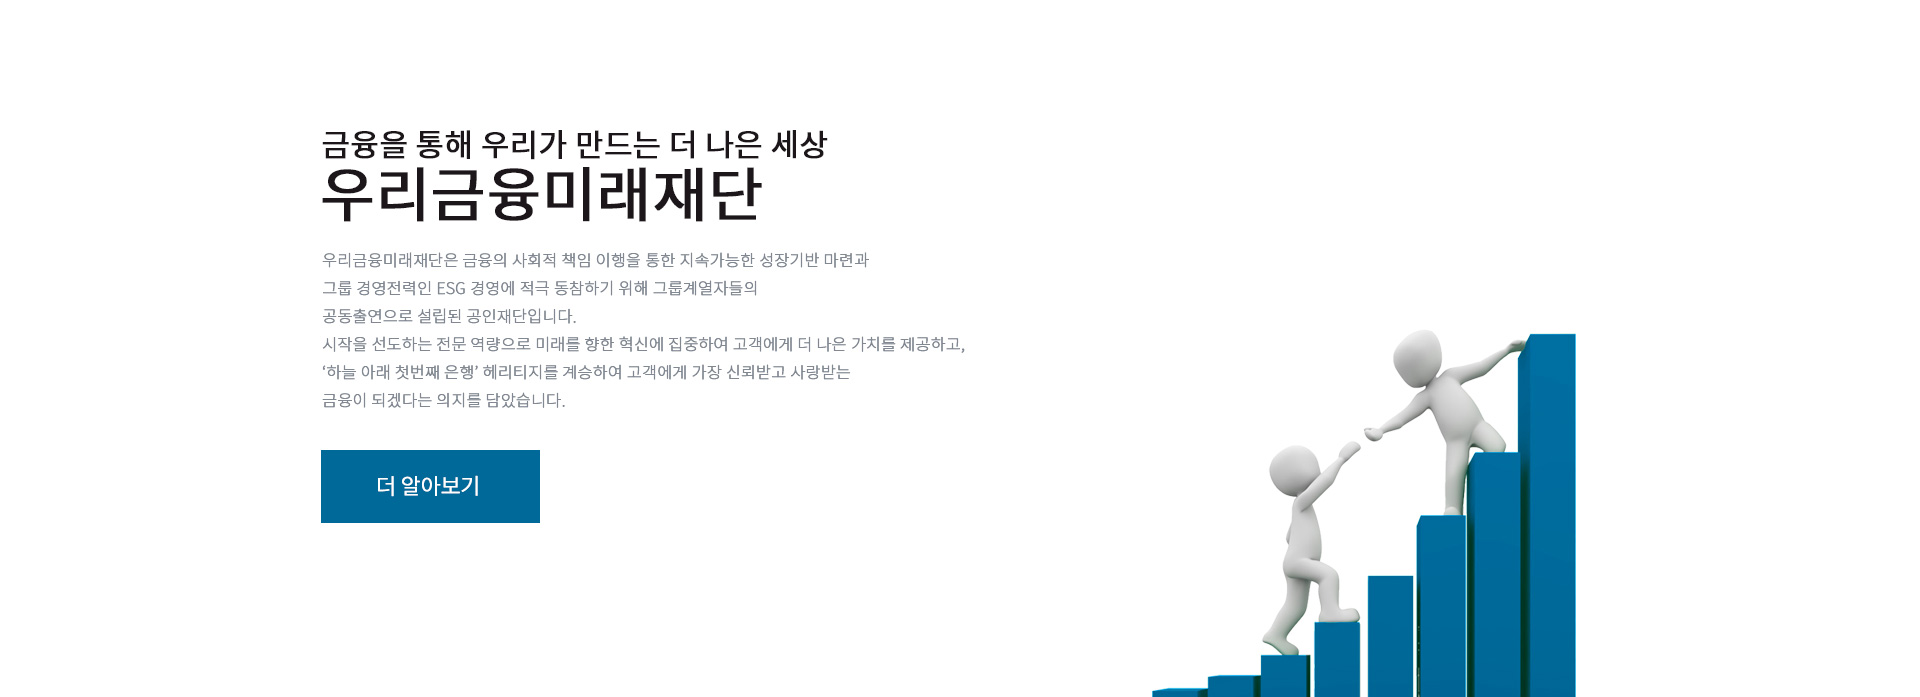 금융을 통해 우리가 만드는 더 나은 세상
우리금융미래재단
우리금융미래재단은 금융의 사회적 책임 이행을 통한 지속가능한 성장기반 마련과
그룹 경영전력인 ESG 경영에 적극 동참하기 위해 그룹계열자들의
공동출연으로 설립된 공인재단입니다.
시작을 선도하는 전문 역량으로 미래를 향한 혁신에 집중하여 고객에게 더 나은 가치를 제공하고,
‘하늘 아래 첫번째 은행’ 헤리티지를 계승하여 고객에게 가장 신뢰받고 사랑받는
금융이 되겠다는 의지를 담았습니다.
더 알아보기